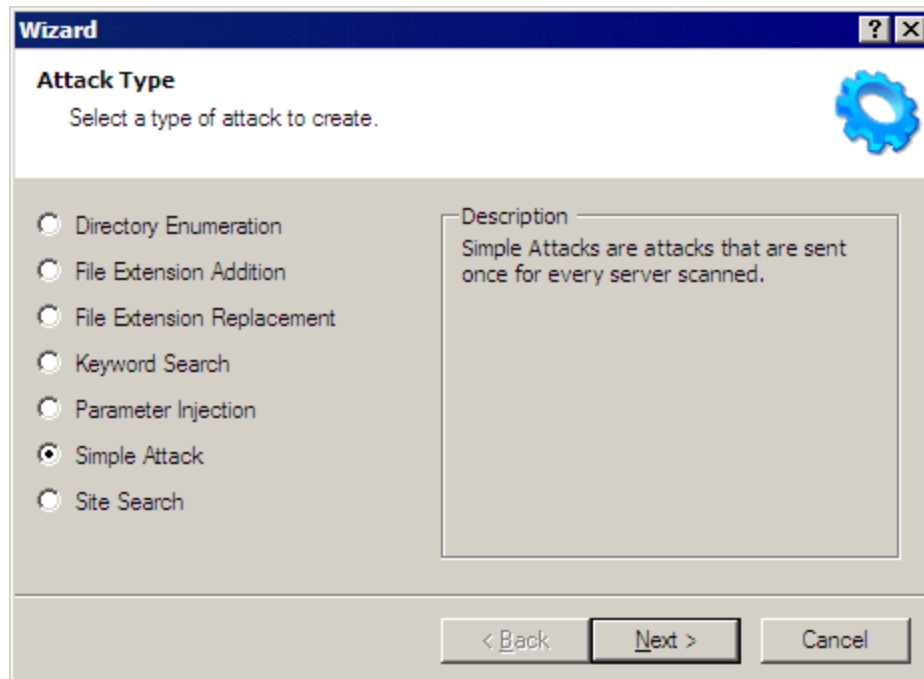 Wizard
Attack Type
Select a type of attack to create.
Directory Enumeration
File Extension Addition
File Extension Replacement
Keyword Search
Parameter Injection
Simple Attack
Site Search
Description
Simple Attacks are attacks that are sent
once for every server scanned.
< Back
Next >
Cancel